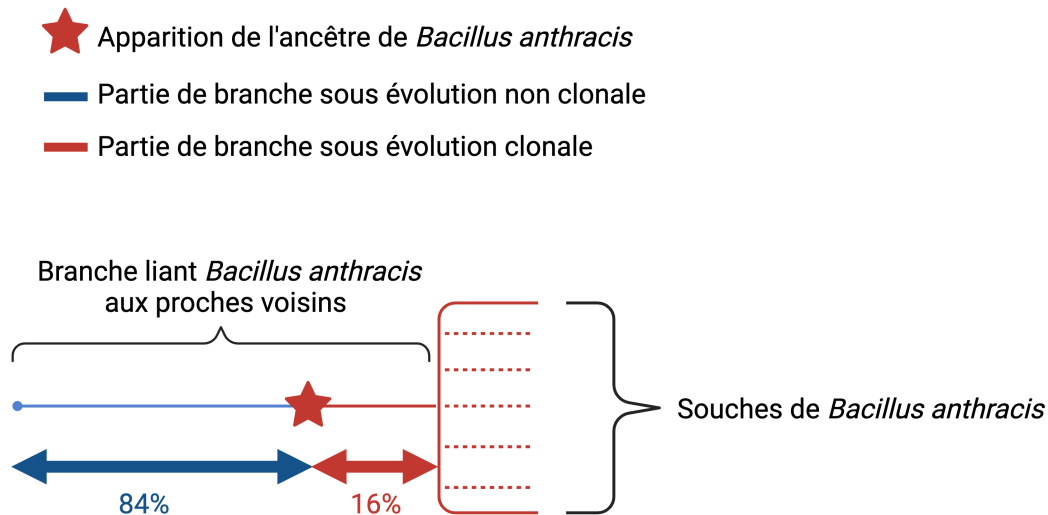 Apparition de l'ancêtre de Bacillus anthracis
Partie de branche sous évolution non clonale
Partie de branche sous évolution clonale
Branche liant Bacillus anthracis
aux proches voisins
Souches de Bacillus anthracis
84%
16%